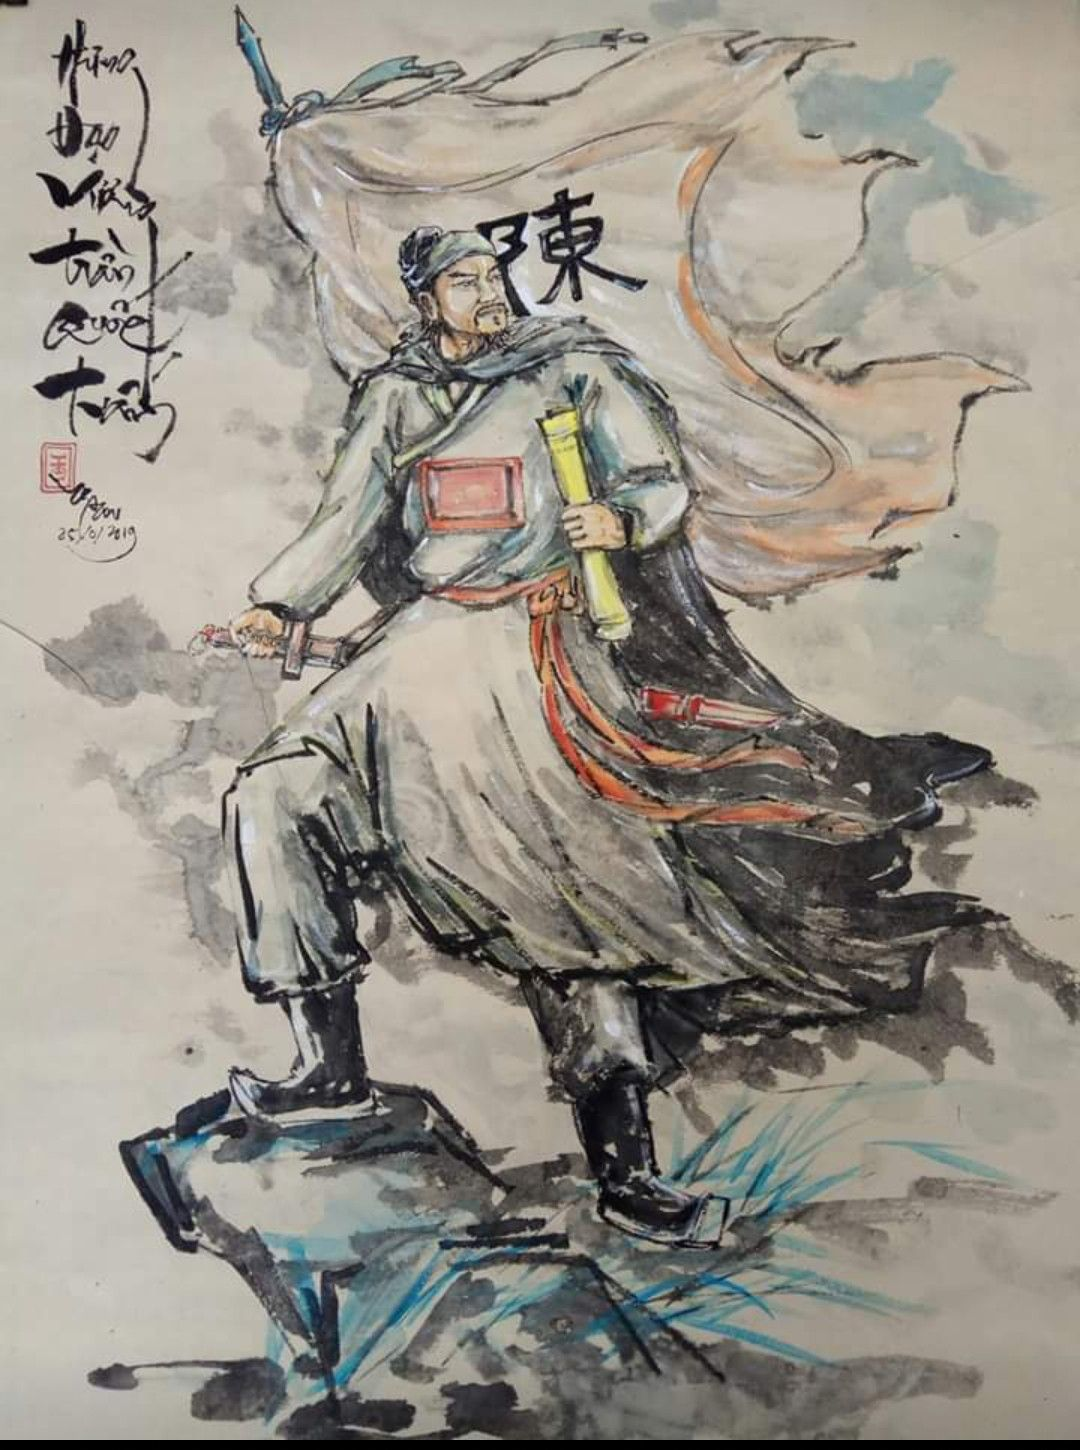 Hưng
Đạo
Vương
trần
Quốc
Tuấn
25/01/2019
陳